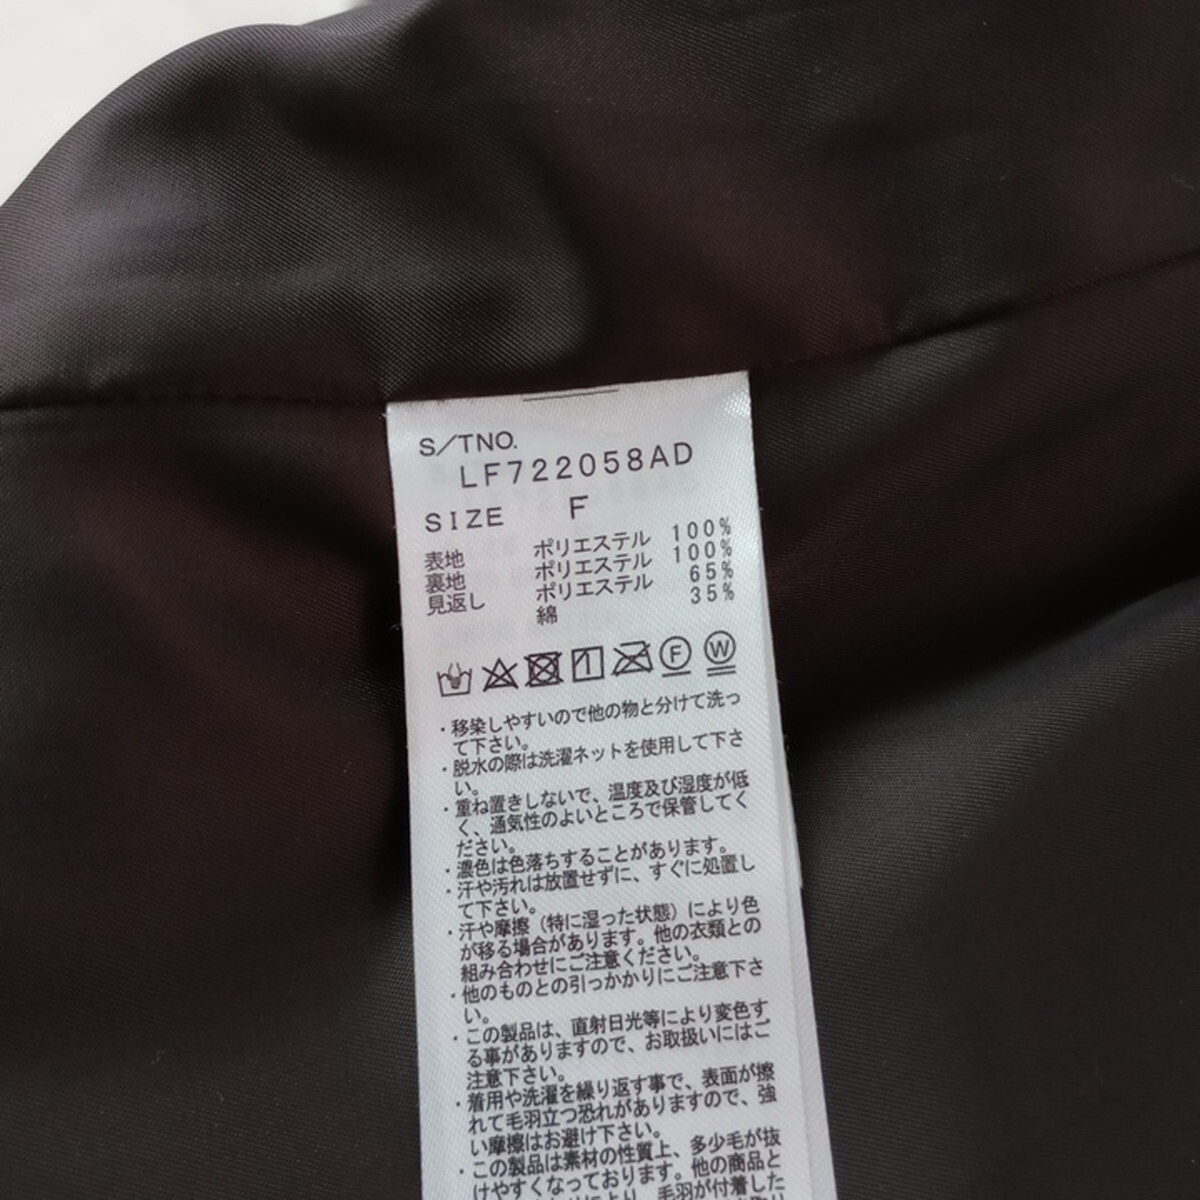 S/TNO.
LF722058AD
SIZE F
表地 ポリエステル 100%
裏地 ポリエステル 100%
見返し ポリエステル 65%
綿 35%
F W
・移染しやすいので他の物と分けて洗っ
て下さい。
・脱水の際は洗濯ネットを使用して下さ
い。
・重ね置きしないで、温度及び湿度が低
く、通気性のよいところで保管してく
ださい。
・濃色は色落ちすることがあります。
・汗や汚れは放置せずに、すぐに処置し
て下さい。
・汗や摩擦（特に湿った状態）により色
が移る場合があります。他の衣類との
組み合わせにご注意ください。
・他のものとの引っかかりにご注意下さ
い。
・この製品は、直射日光等により変色す
る事がありますので、お取扱いにはご
注意下さい。
・着用や洗濯を繰り返す事で、表面が擦
れて毛羽立つ恐れがありますので、強
い摩擦はお避け下さい。
・この製品は素材の性質上、多少毛が抜
けやすくなっております。他の商品と
により、毛羽が付着した